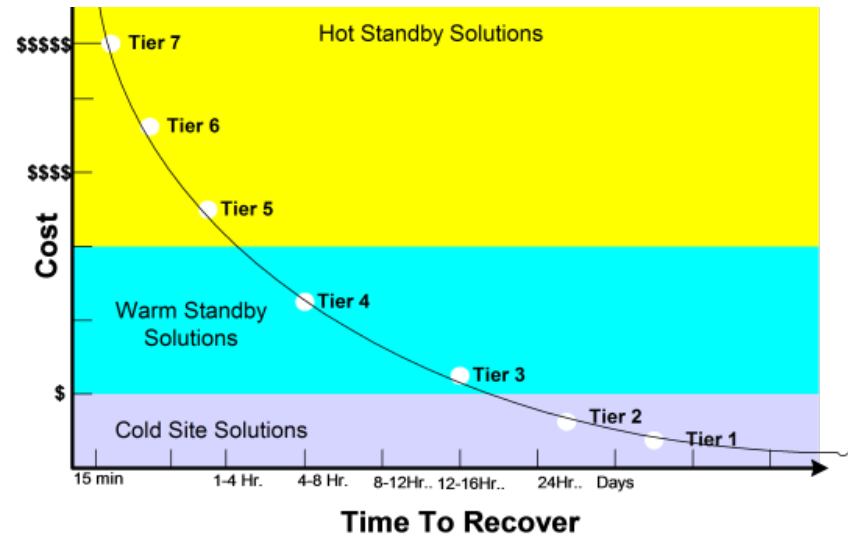 Hot Standby Solutions
$$$$$
Tier 7
Tier 6
$$$$
Tier 5
Cost
Warm Standby
Solutions
Tier 4
Tier 3
$
Cold Site Solutions
Tier 2
Tier 1
15 min
1-4 Hr.
4-8 Hr.
8-12Hr..
12-16Hr..
24Hr..
Days
Time To Recover